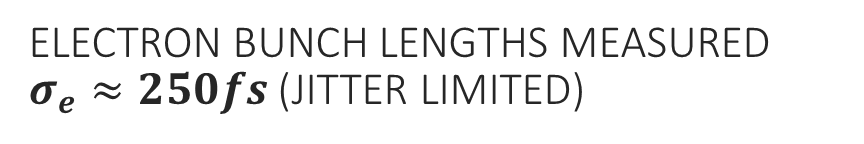 ELECTRON BUNCH LENGTHS MEASURED
σₑ ≈ 250fs (JITTER LIMITED)